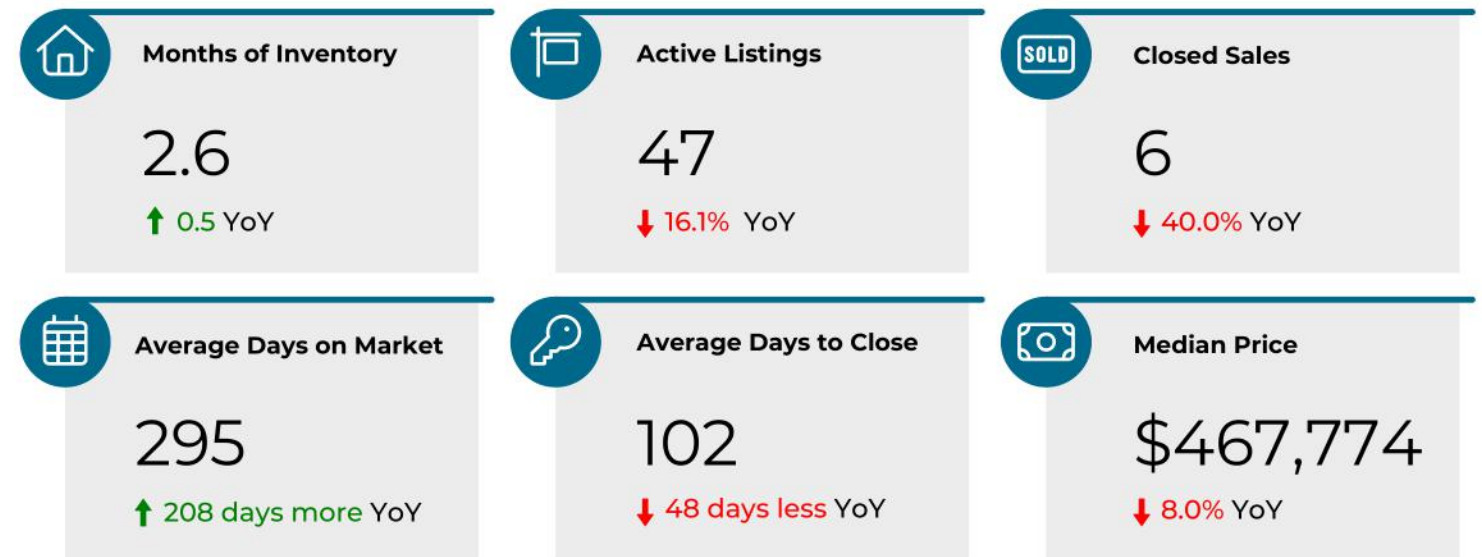 Months of Inventory
2.6
↑ 0.5 YoY
Active Listings
47
↓ 16.1% YoY
SOLD
Closed Sales
6
↓ 40.0% YoY
Average Days on Market
295
↑ 208 days more YoY
Average Days to Close
102
↓ 48 days less YoY
Median Price
$467,774
↓ 8.0% YoY